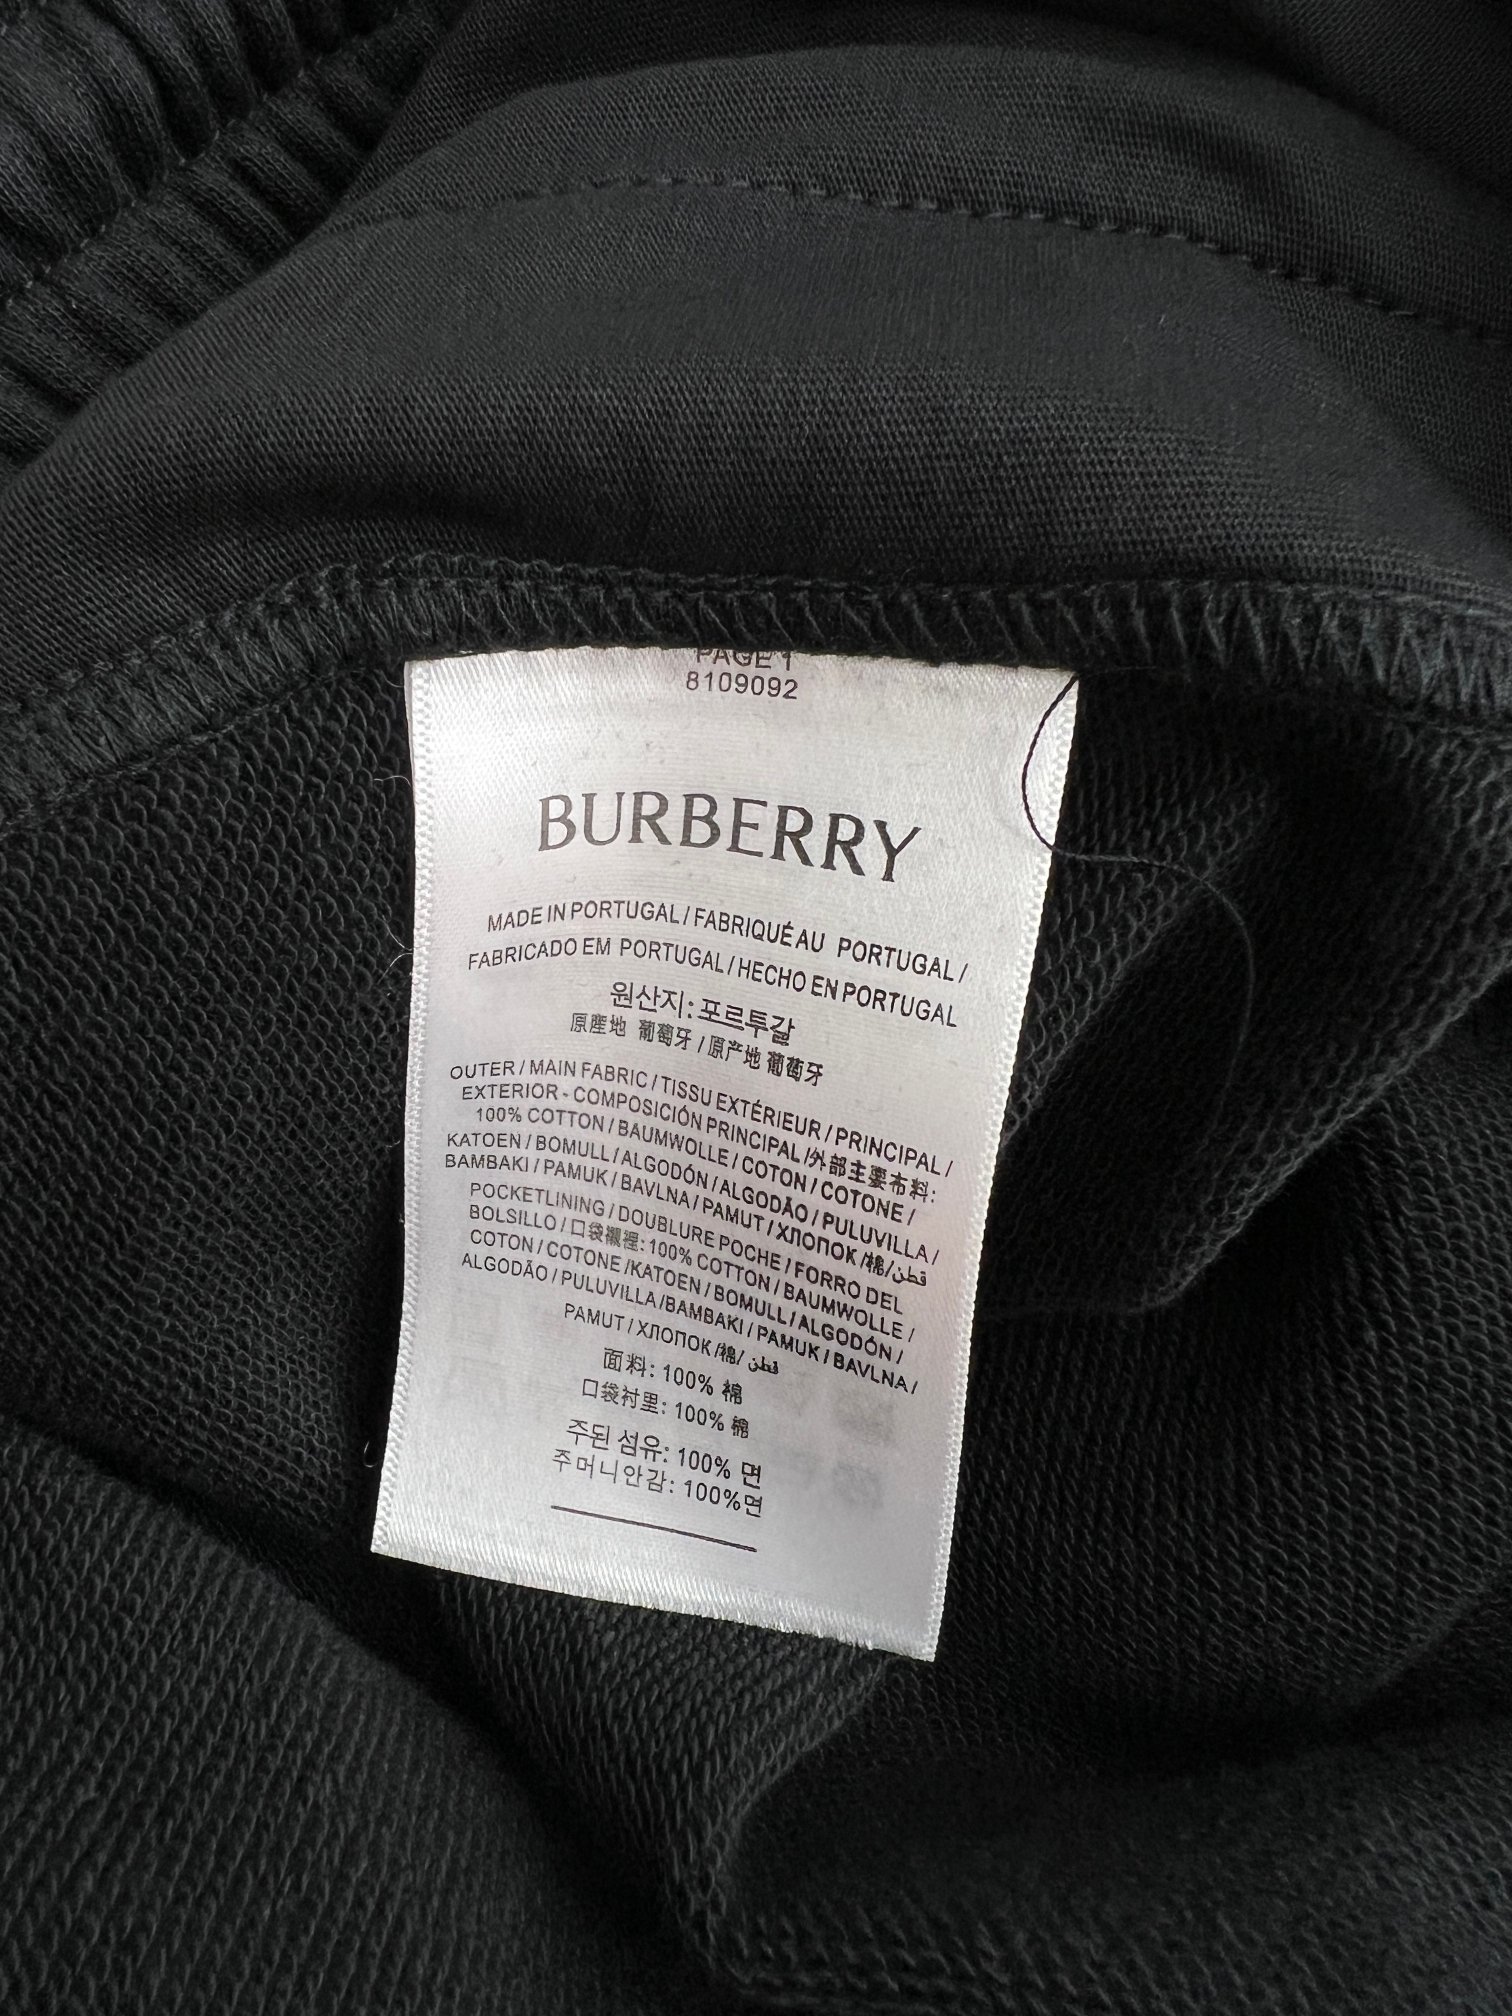 PAGE 1
8109092
BURBERRY
MADE IN PORTUGAL / FABRIQUÉ AU PORTUGAL /
FABRICADO EM PORTUGAL / HECHO EN PORTUGAL
원산지: 포르투갈
原産地 葡萄牙 / 原产地 葡萄牙
OUTER / MAIN FABRIC / TISSU EXTÉRIEUR / PRINCIPAL /
EXTERIOR - COMPOSICIÓN PRINCIPAL /外部主要布料:
100% COTTON / BAUMWOLLE / COTON / COTONE /
KATOEN / BOMULL / ALGODÓN / ALGODÃO / PULUVILLA /
BAMBAKI / PAMUK / BAVLNA / PAMUT / ХЛОПОК /棉/ قطن
POCKETLINING / DOUBLURE POCHE / FORRO DEL
BOLSILLO / 口袋襯裡: 100% COTTON / BAUMWOLLE /
COTON / COTONE /KATOEN / BOMULL / ALGODÓN /
ALGODÃO / PULUVILLA /BAMBAKI / PAMUK / BAVLNA /
PAMUT / ХЛОПОК /棉/ قطن
面料: 100% 棉
口袋衬里: 100% 棉
주된 섬유: 100% 면
주머니안감: 100%면